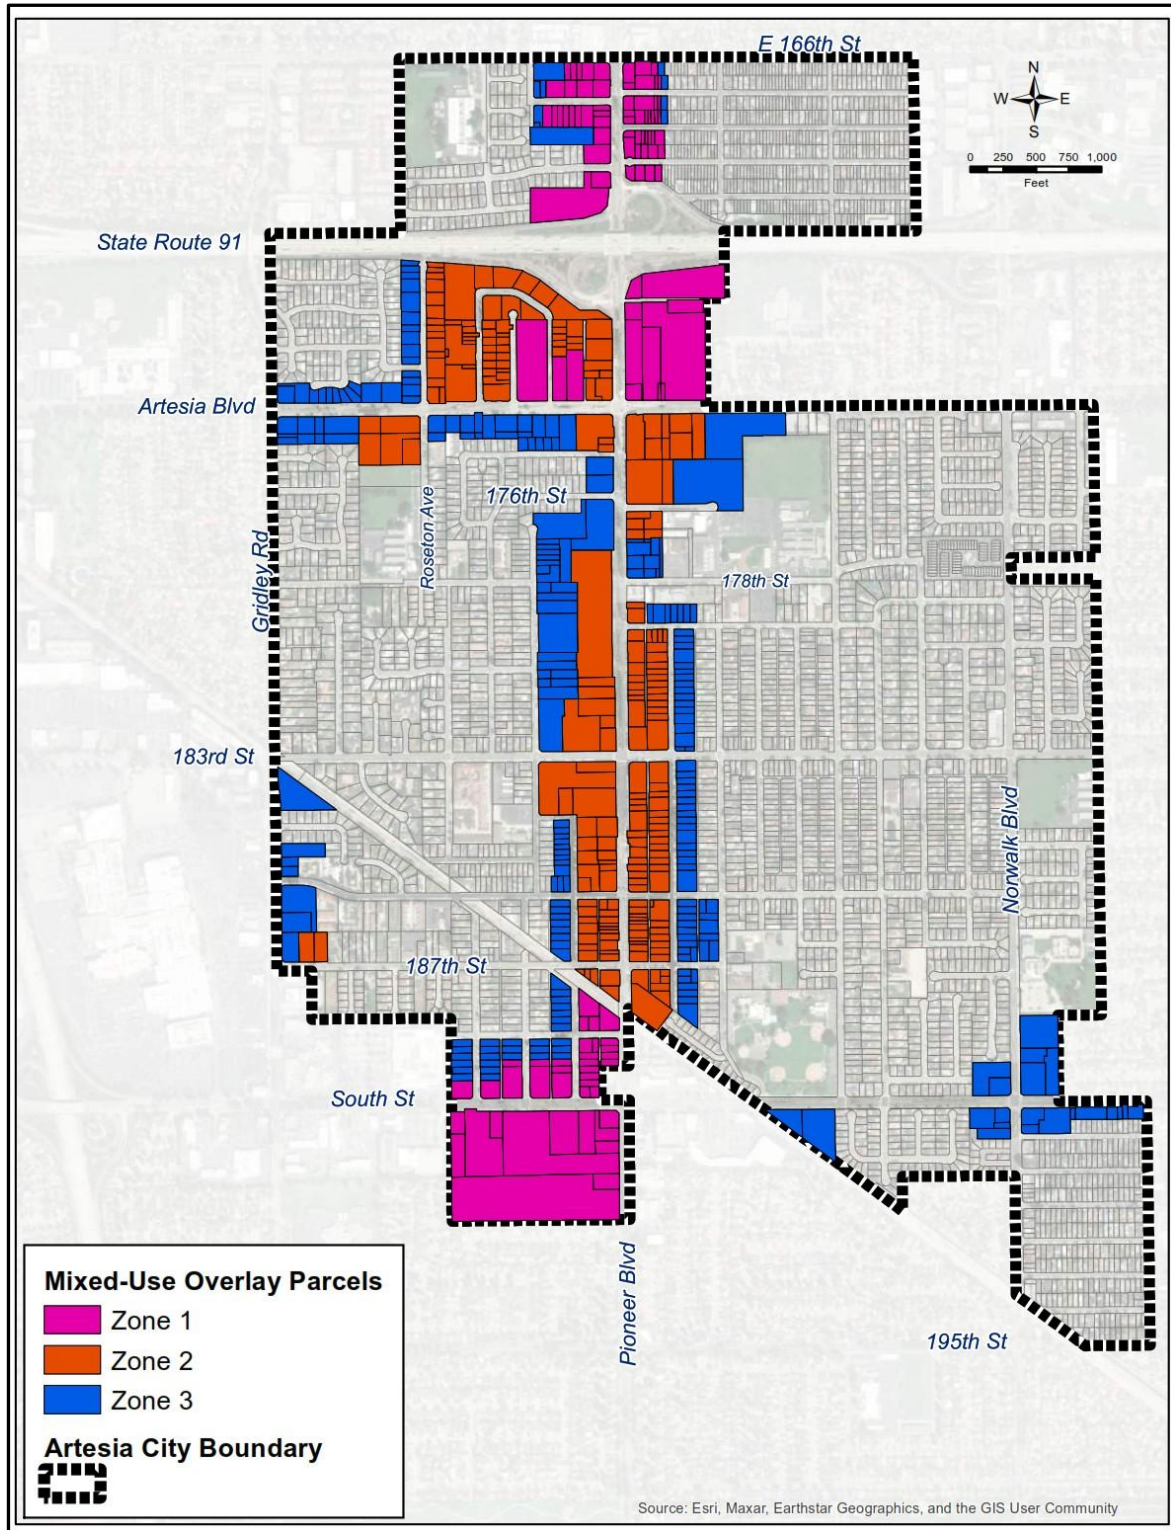 E 166th St
N
W E
S
0 250 500 750 1,000
Feet
State Route 91
Artesia Blvd
176th St
Roseton Ave
Gridley Rd
178th St
183rd St
Norwalk Blvd
187th St
South St
Pioneer Blvd
195th St
Mixed-Use Overlay Parcels
Zone 1
Zone 2
Zone 3
Artesia City Boundary
Source: Esri, Maxar, Earthstar Geographics, and the GIS User Community